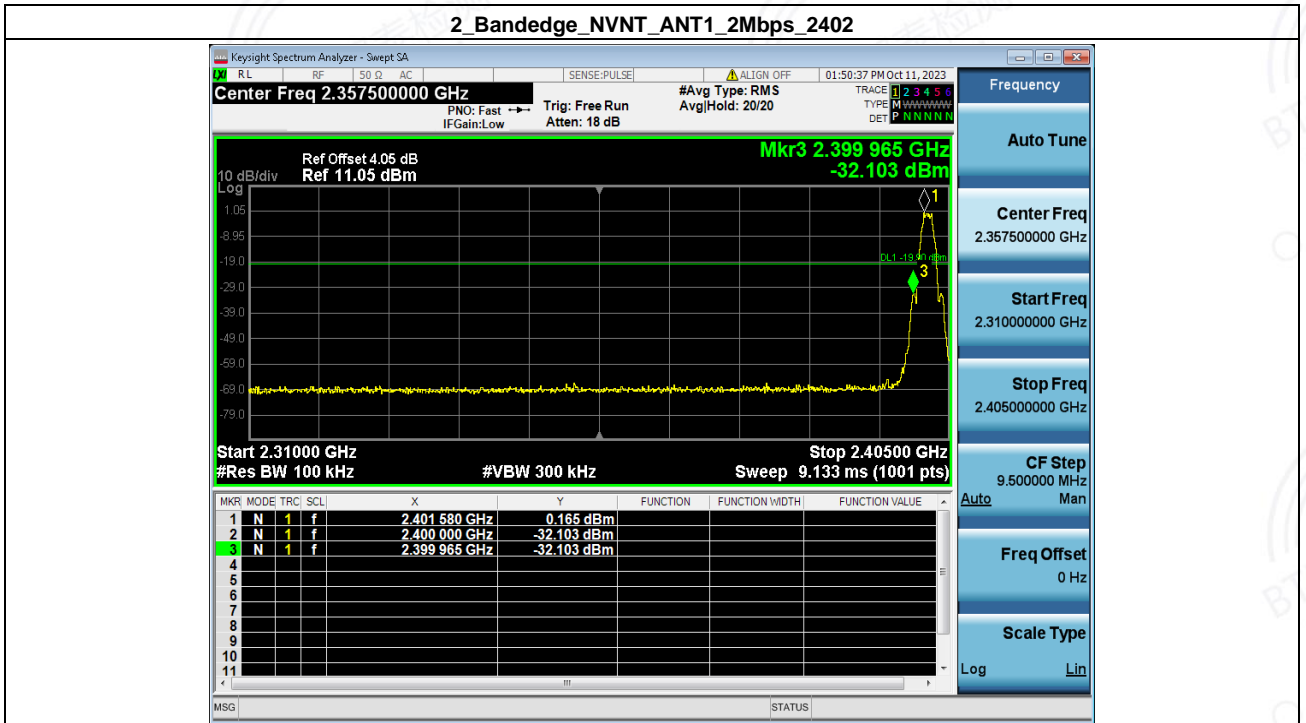 2_Bandedge_NVNT_ANT1_2Mbps_2402
Keysight Spectrum Analyzer - Swept SA
LXI RL RF 50 Ω AC SENSE:PULSE ALIGN OFF 01:50:37 PM Oct 11, 2023
Center Freq 2.357500000 GHz
PNO: Fast
IFGain:Low
Trig: Free Run
Atten: 18 dB
#Avg Type: RMS
Avg|Hold: 20/20
TRACE 1 2 3 4 5 6
TYPE M WWWWW
DET P N N N N N
Frequency
Auto Tune
Center Freq
2.357500000 GHz
Start Freq
2.310000000 GHz
Stop Freq
2.405000000 GHz
CF Step
9.500000 MHz
Auto Man
Freq Offset
0 Hz
Scale Type
Log Lin
Mkr3 2.399 965 GHz
-32.103 dBm
Ref Offset 4.05 dB
10 dB/div Ref 11.05 dBm
Log
1.05
-8.95
-19.0
-29.0
-39.0
-49.0
-59.0
-69.0
-79.0
1
DL1 -19.90 dBm
3
Start 2.31000 GHz Stop 2.40500 GHz
#Res BW 100 kHz #VBW 300 kHz Sweep 9.133 ms (1001 pts)
MKR MODE TRC SCL X Y FUNCTION FUNCTION WIDTH FUNCTION VALUE
1 N 1 f 2.401 580 GHz 0.165 dBm
2 N 1 f 2.400 000 GHz -32.103 dBm
3 N 1 f 2.399 965 GHz -32.103 dBm
4
5
6
7
8
9
10
11
MSG STATUS